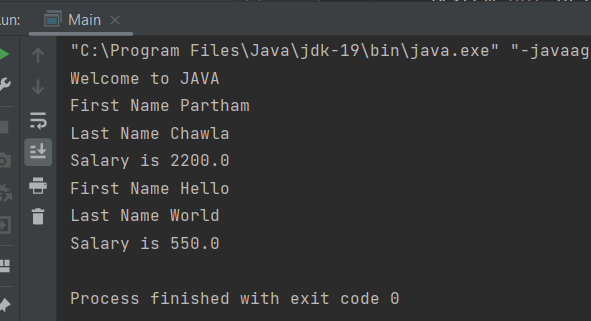 un: Main
"C:\Program Files\Java\jdk-19\bin\java.exe" "-javaag
Welcome to JAVA
First Name Partham
Last Name Chawla
Salary is 2200.0
First Name Hello
Last Name World
Salary is 550.0
Process finished with exit code 0